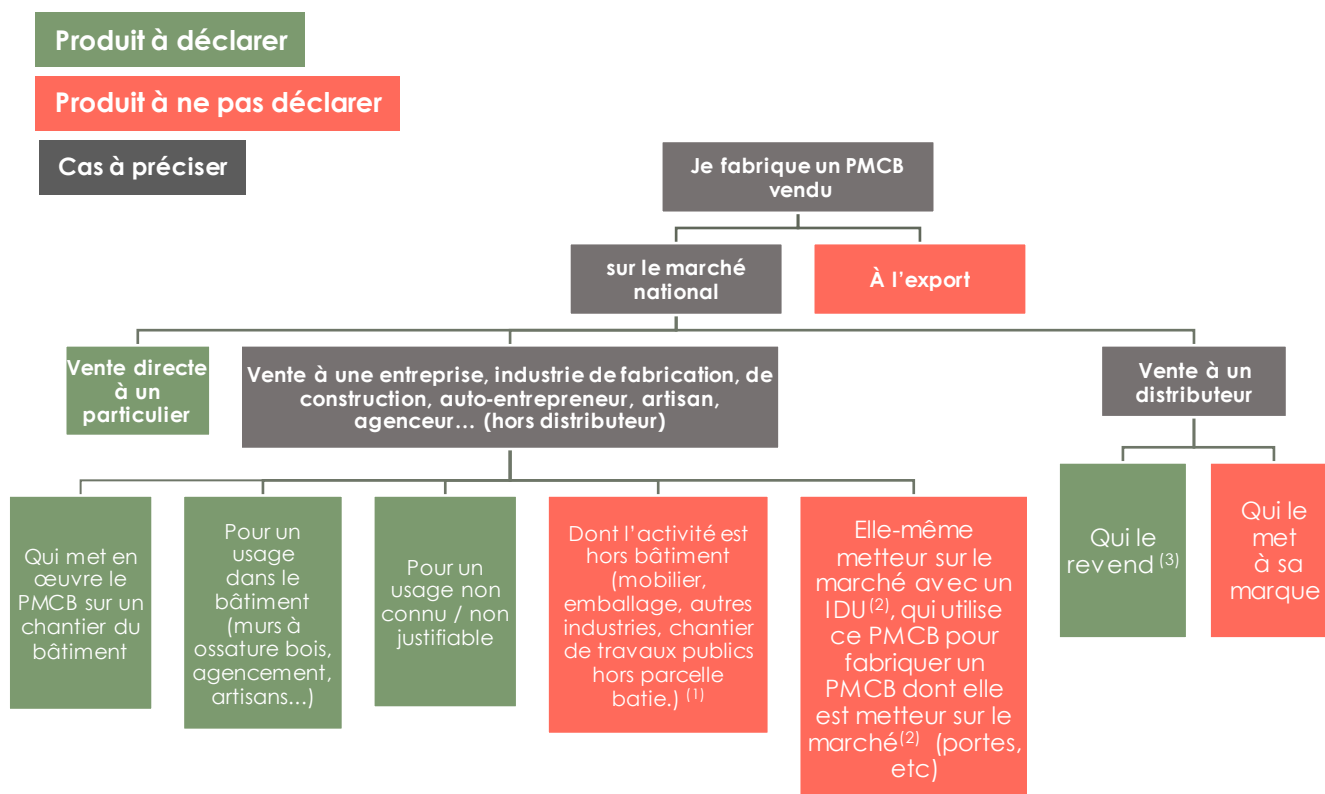 Produit à déclarer
Produit à ne pas déclarer
Cas à préciser
Je fabrique un PMCB
vendu
sur le marché
national
À l'export
Vente directe
à un
particulier
Vente à une entreprise, industrie de fabrication, de
construction, auto-entrepreneur, artisan,
agenceur… (hors distributeur)
Vente à un
distributeur
Qui met en
œuvre le
PMCB sur un
chantier du
bâtiment
Pour un
usage
dans le
bâtiment
(murs à
ossature bois,
agencement,
artisans...)
Pour un
usage non
connu / non
justifiable
Dont l'activité est
hors bâtiment
(mobilier,
emballage, autres
industries, chantier
de travaux publics
hors parcelle
batie.) (1)
Elle-même
metteur sur le
marché avec un
IDU(2), qui utilise
ce PMCB pour
fabriquer un
PMCB dont elle
est metteur sur le
marché(2) (portes,
etc)
Qui le
revend (3)
Qui le
met
à sa
marque